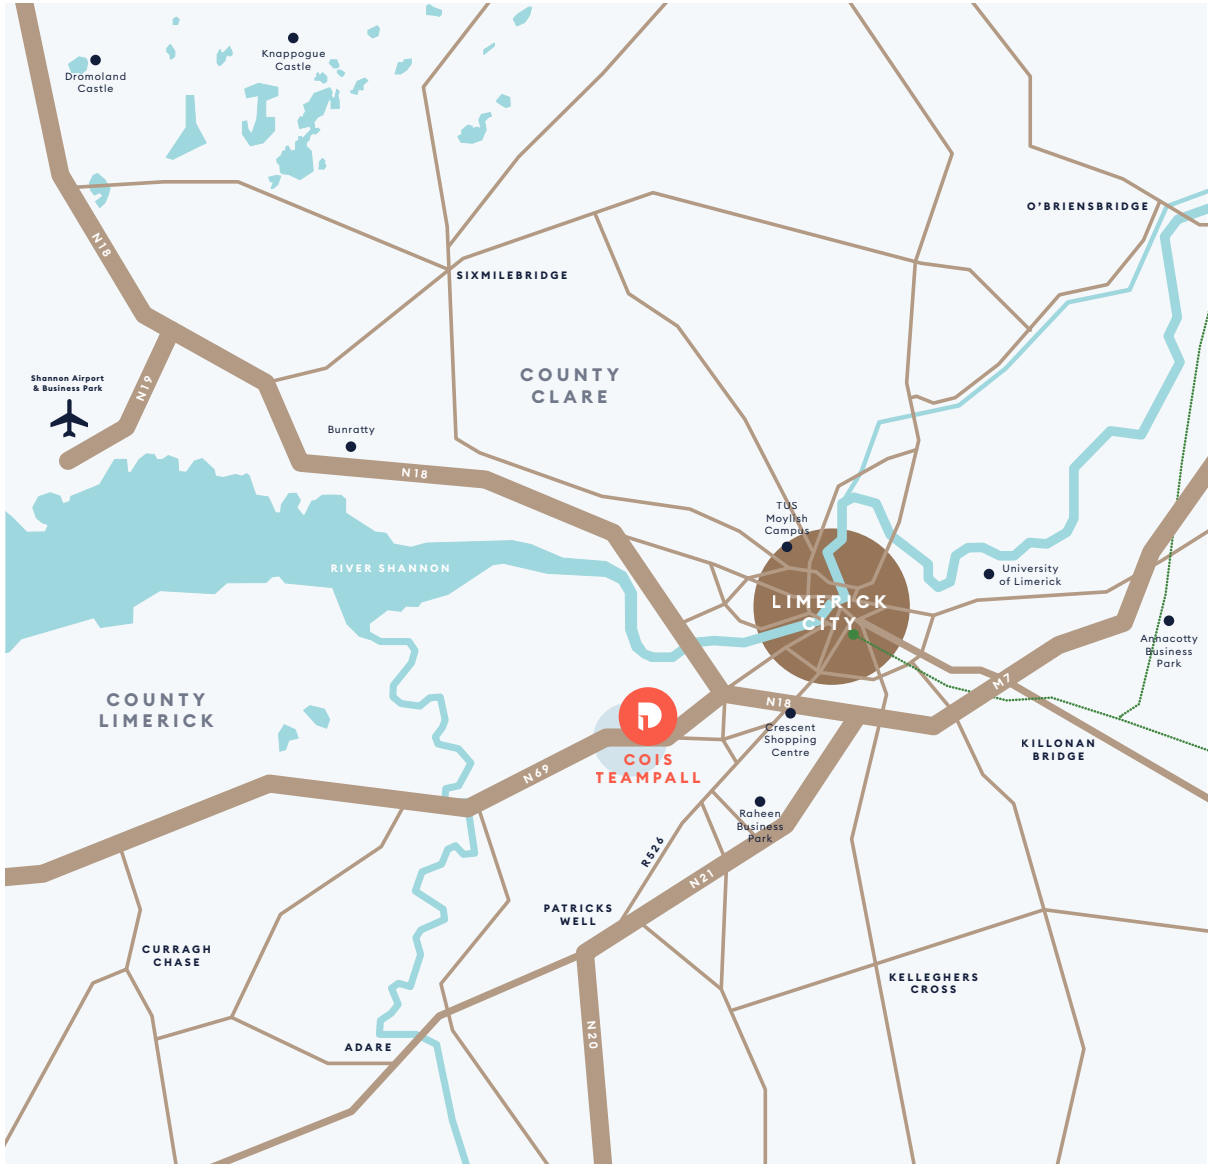 Knappogue
Castle
Dromoland
Castle
O'BRIENSBRIDGE
N18
SIXMILEBRIDGE
COUNTY
CLARE
Shannon Airport
& Business Park
N19
Bunratty
N18
TUS
Moylish
Campus
RIVER SHANNON
University
of Limerick
LIMERICK
CITY
Annacotty
Business
Park
M7
COUNTY
LIMERICK
N18
Crescent
Shopping
Centre
KILLONAN
BRIDGE
COIS
TEAMPALL
N69
Raheen
Business
Park
R526
N21
PATRICKS
WELL
CURRAGH
CHASE
KELLEGHERS
CROSS
N20
ADARE